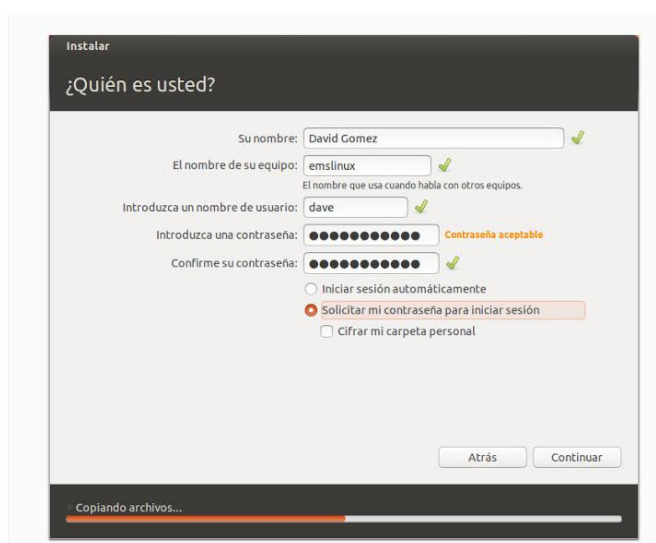 Instalar
¿Quién es usted?
Su nombre: David Gomez
El nombre de su equipo: emslinux
El nombre que usa cuando habla con otros equipos.
Introduzca un nombre de usuario: dave
Introduzca una contraseña: ●●●●●●●●●●● Contraseña aceptable
Confirme su contraseña: ●●●●●●●●●●●
Iniciar sesión automáticamente
Solicitar mi contraseña para iniciar sesión
Cifrar mi carpeta personal
Atrás Continuar
Copiando archivos...